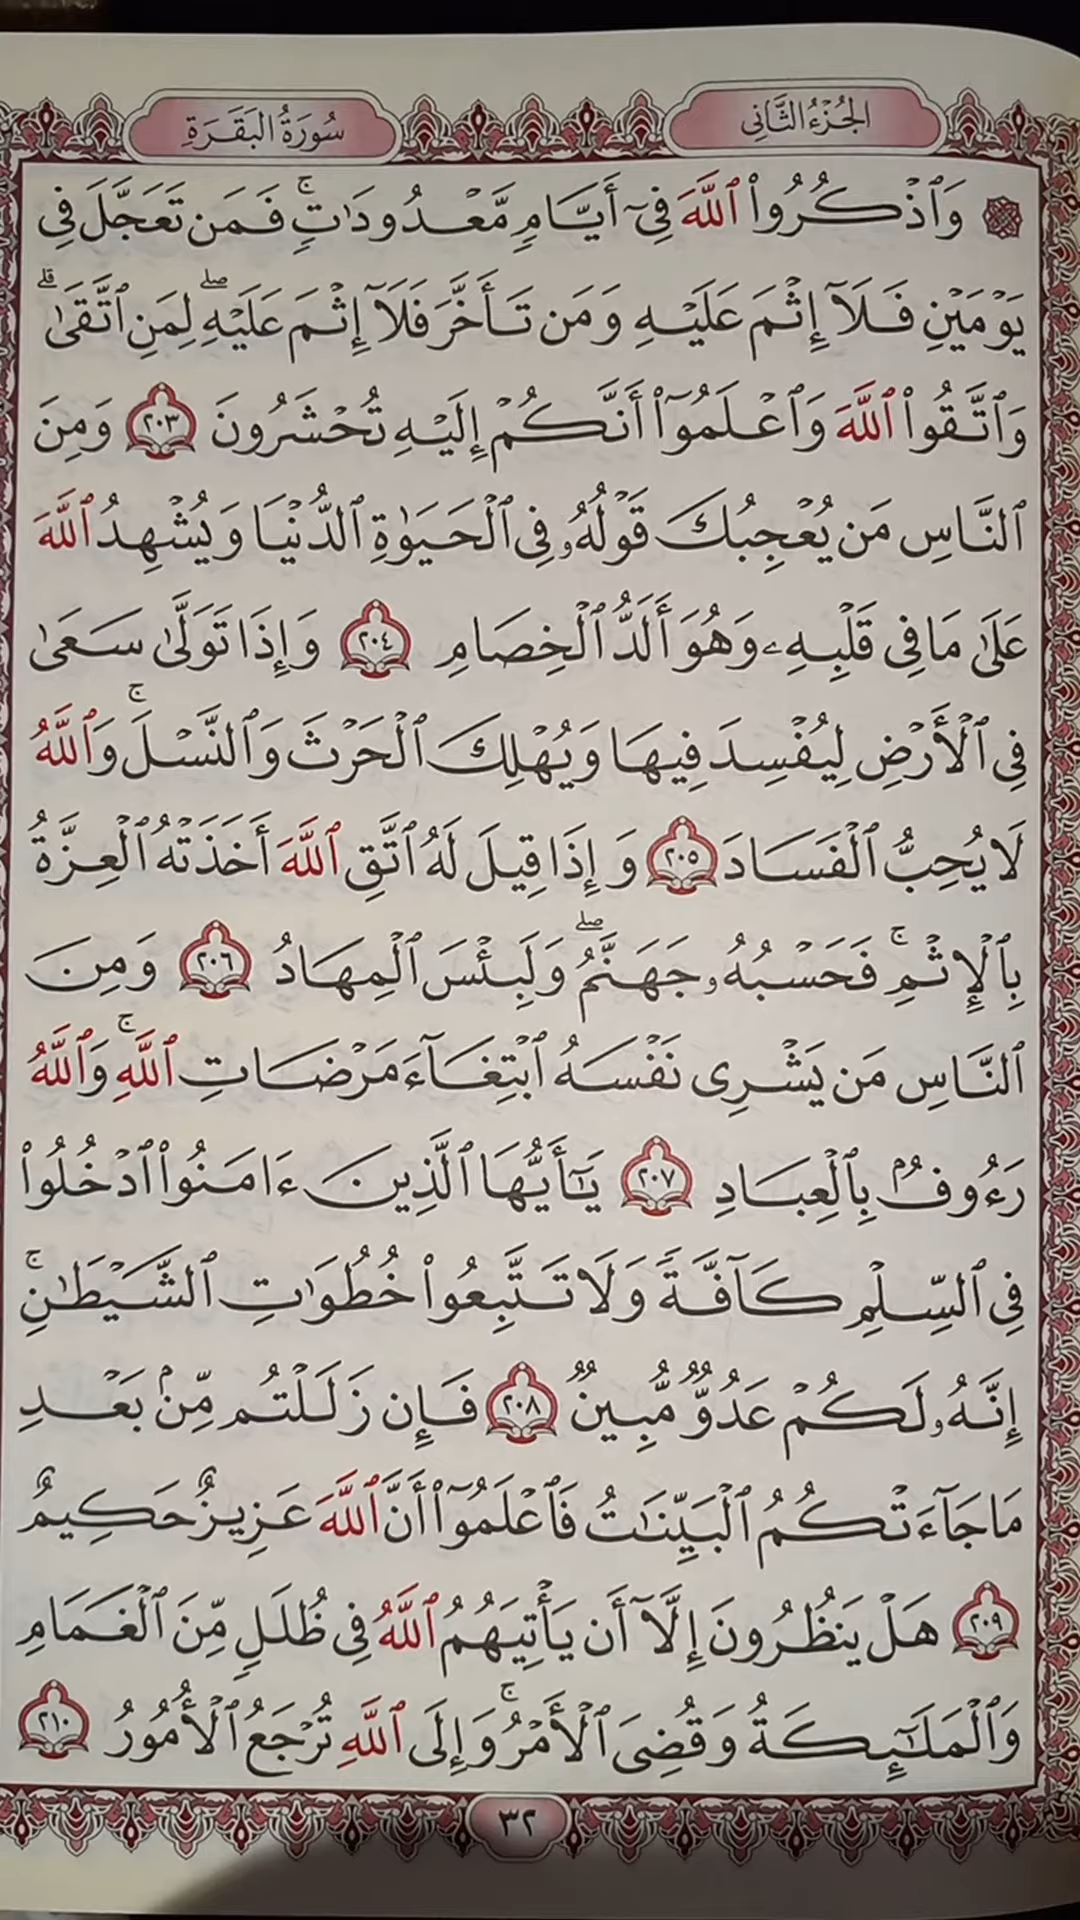 الجُزْءُ الثَّانِي
سُورَةُ البَقَرَةِ
۞ وَٱذْكُرُوا۟ ٱللَّهَ فِىٓ أَيَّامٍ مَّعْدُودَٰتٍ ۚ فَمَن تَعَجَّلَ فِى
يَوْمَيْنِ فَلَآ إِثْمَ عَلَيْهِ وَمَن تَأَخَّرَ فَلَآ إِثْمَ عَلَيْهِ ۖ لِمَنِ ٱتَّقَىٰ ۗ
وَٱتَّقُوا۟ ٱللَّهَ وَٱعْلَمُوٓا۟ أَنَّكُمْ إِلَيْهِ تُحْشَرُونَ ٢٠٣ وَمِنَ
ٱلنَّاسِ مَن يُعْجِبُكَ قَوْلُهُۥ فِى ٱلْحَيَوٰةِ ٱلدُّنْيَا وَيُشْهِدُ ٱللَّهَ
عَلَىٰ مَا فِى قَلْبِهِۦ وَهُوَ أَلَدُّ ٱلْخِصَامِ ٢٠٤ وَإِذَا تَوَلَّىٰ سَعَىٰ
فِى ٱلْأَرْضِ لِيُفْسِدَ فِيهَا وَيُهْلِكَ ٱلْحَرْثَ وَٱلنَّسْلَ ۚ وَٱللَّهُ
لَا يُحِبُّ ٱلْفَسَادَ ٢٠٥ وَإِذَا قِيلَ لَهُ ٱتَّقِ ٱللَّهَ أَخَذَتْهُ ٱلْعِزَّةُ
بِٱلْإِثْمِ ۚ فَحَسْبُهُۥ جَهَنَّمُ ۖ وَلَبِئْسَ ٱلْمِهَادُ ٢٠٦ وَمِنَ
ٱلنَّاسِ مَن يَشْرِى نَفْسَهُ ٱبْتِغَآءَ مَرْضَاتِ ٱللَّهِ ۚ وَٱللَّهُ
رَءُوفٌۢ بِٱلْعِبَادِ ٢٠٧ يَٰٓأَيُّهَا ٱلَّذِينَ ءَامَنُوا۟ ٱدْخُلُوا۟
فِى ٱلسِّلْمِ كَآفَّةً وَلَا تَتَّبِعُوا۟ خُطُوَٰتِ ٱلشَّيْطَٰنِ ۚ
إِنَّهُۥ لَكُمْ عَدُوٌّ مُّبِينٌ ٢٠٨ فَإِن زَلَلْتُم مِّنۢ بَعْدِ
مَا جَآءَتْكُمُ ٱلْبَيِّنَٰتُ فَٱعْلَمُوٓا۟ أَنَّ ٱللَّهَ عَزِيزٌ حَكِيمٌ
٢٠٩ هَلْ يَنظُرُونَ إِلَّآ أَن يَأْتِيَهُمُ ٱللَّهُ فِى ظُلَلٍ مِّنَ ٱلْغَمَامِ
وَٱلْمَلَٰٓئِكَةُ وَقُضِىَ ٱلْأَمْرُ ۚ وَإِلَى ٱللَّهِ تُرْجَعُ ٱلْأُمُورُ ٢١٠
٣٢